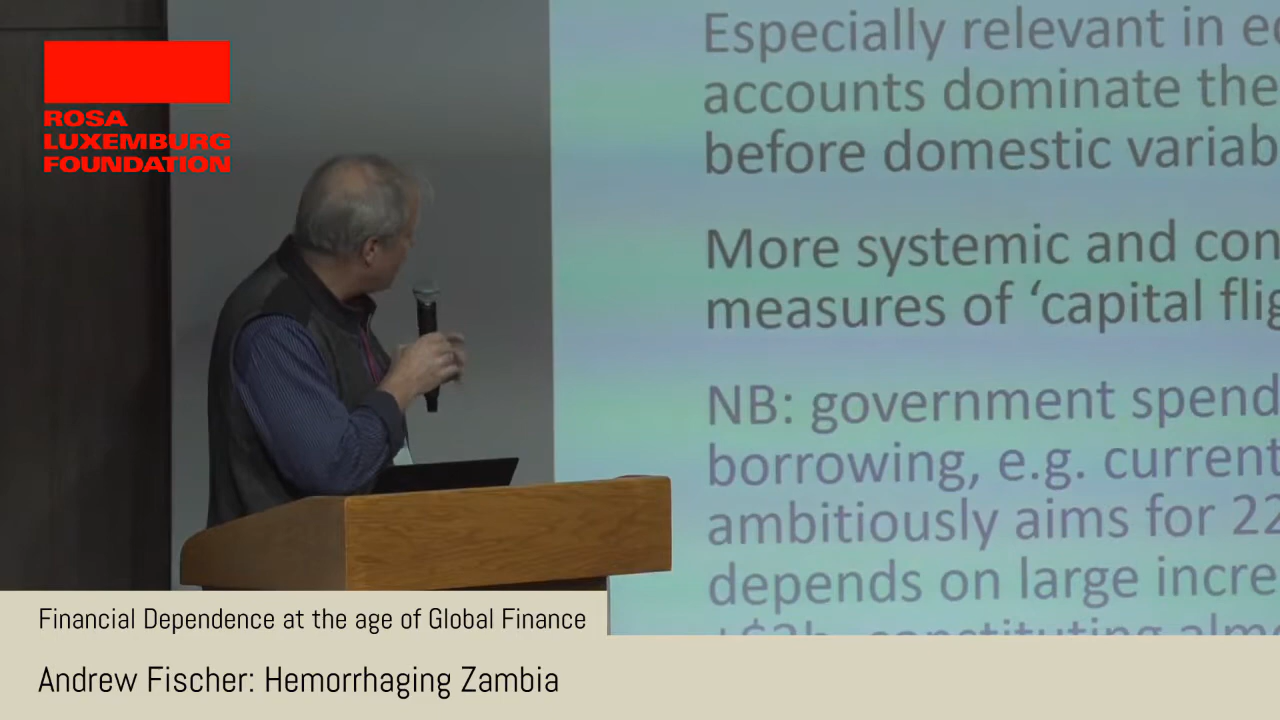 ROSA
LUXEMBURG
FOUNDATION
Especially relevant in
accounts dominate the
before domestic variab
More systemic and con
measures of ‘capital flig
NB: government spend
borrowing, e.g. current
ambitiously aims for 22
depends on large incre
Financial Dependence at the age of Global Finance
Andrew Fischer: Hemorrhaging Zambia